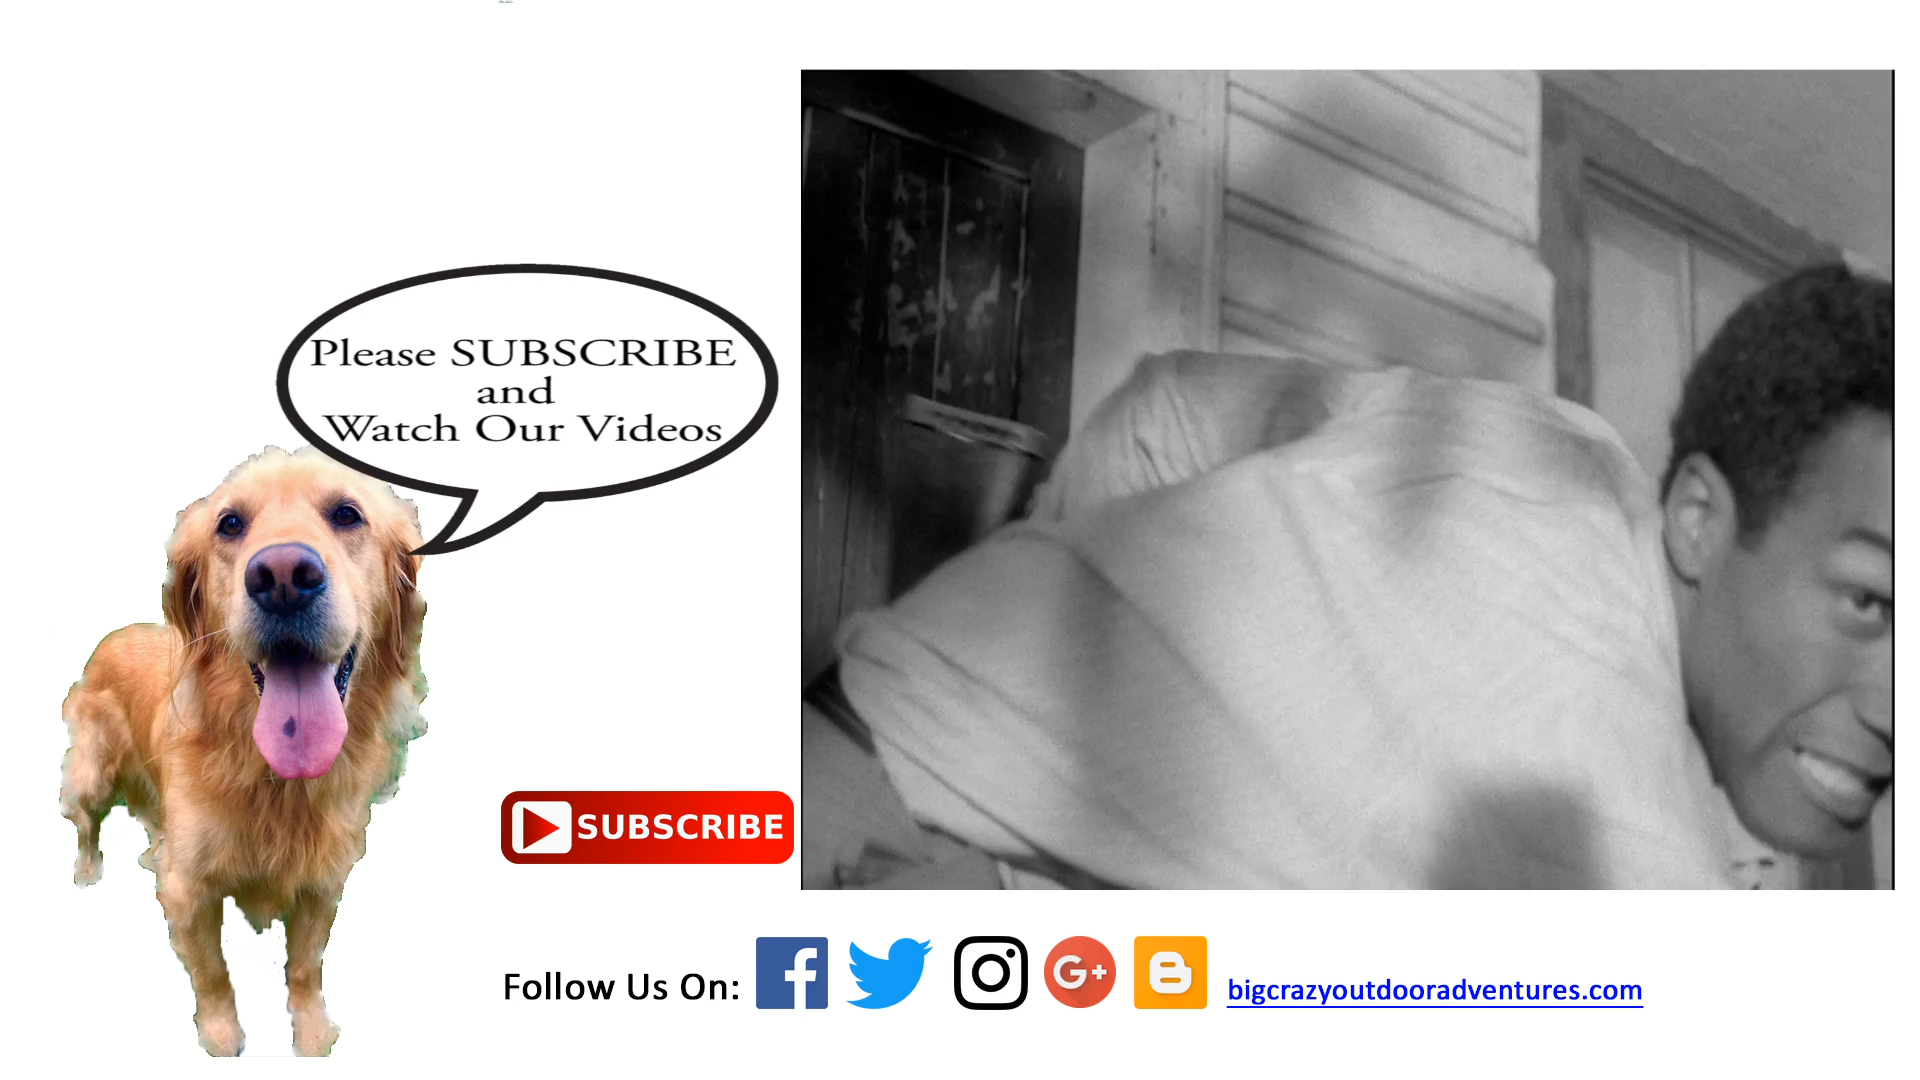 Please SUBSCRIBE
and
Watch Our Videos
SUBSCRIBE
Follow Us On:
f
G+
B
bigcrazyoutdooradventures.com